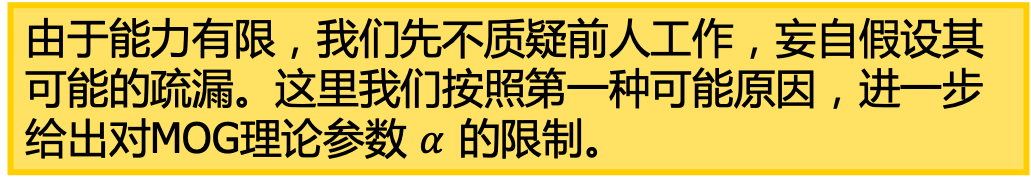 由于能力有限，我们先不质疑前人工作，妄自假设其
可能的疏漏。这里我们按照第一种可能原因，进一步
给出对MOG理论参数 α 的限制。